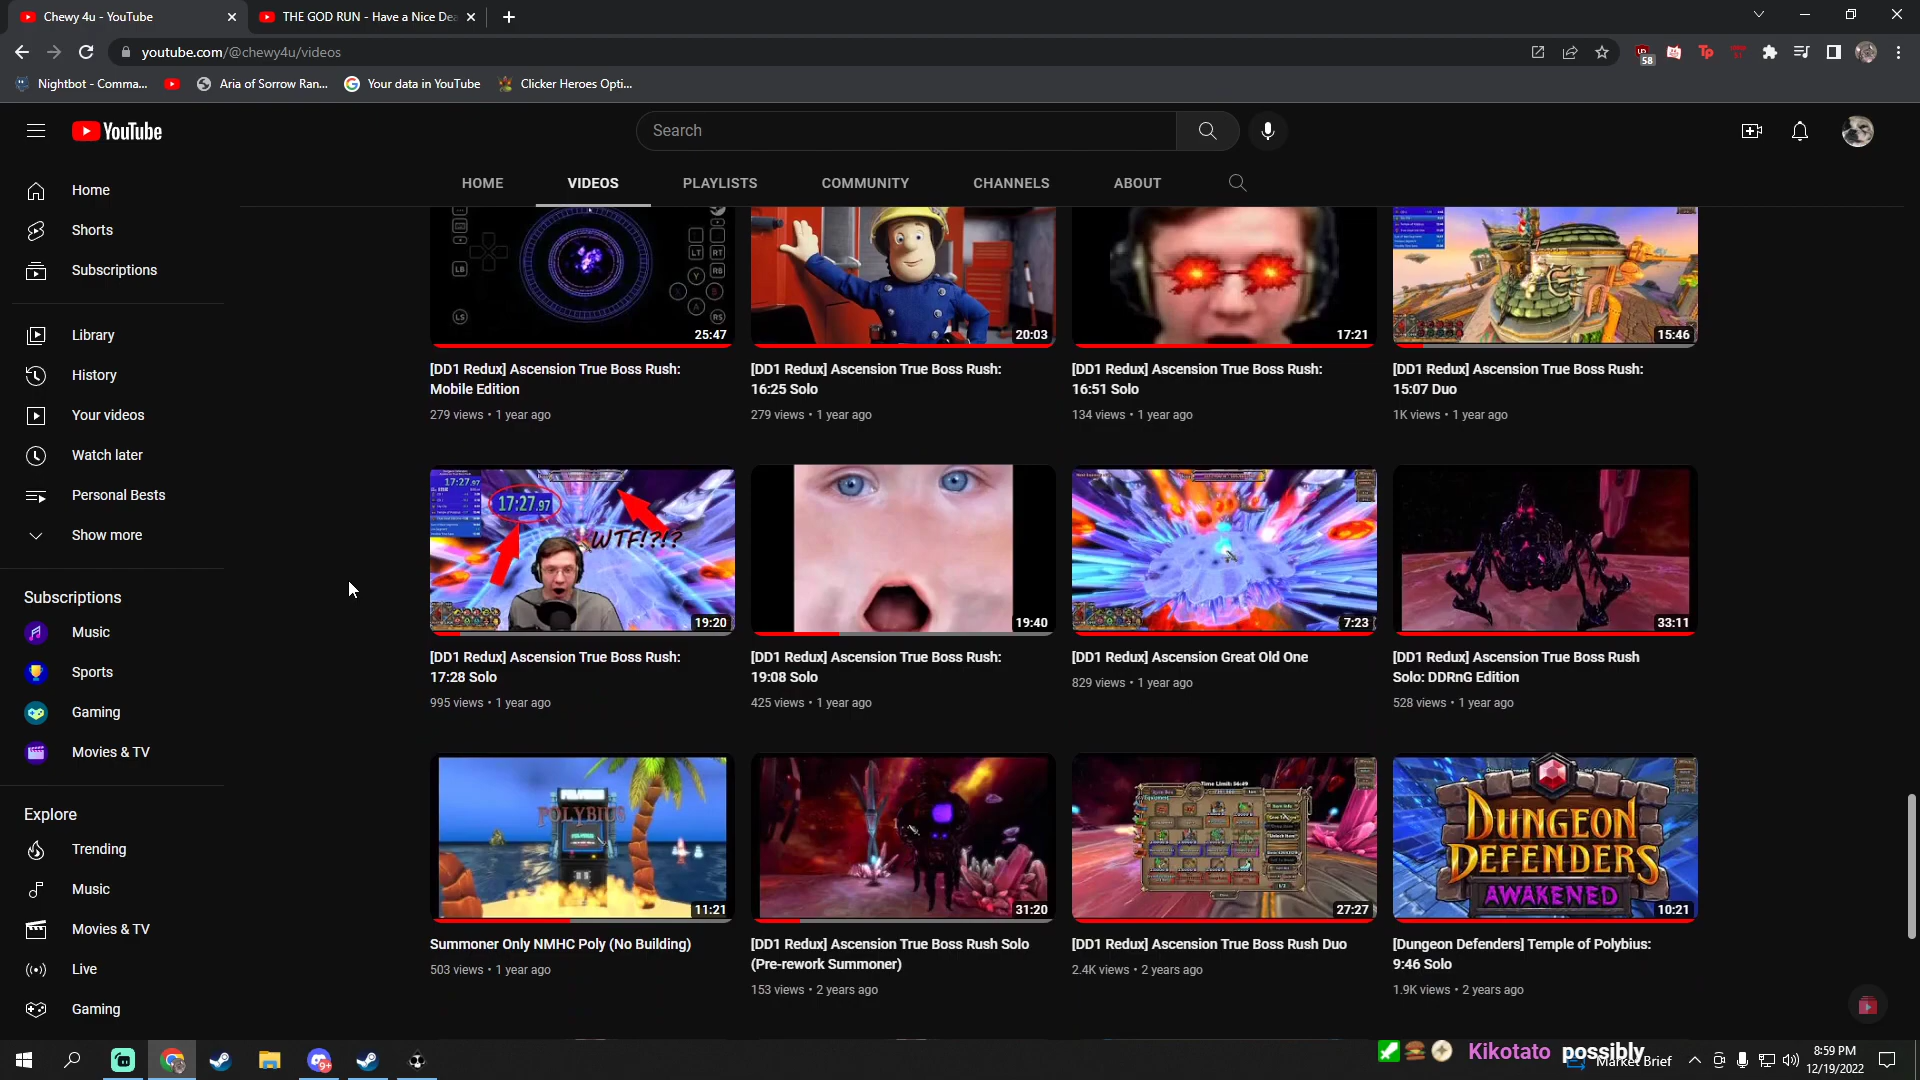 Chewy 4u - YouTube
THE GOD RUN - Have a Nice Dea
youtube.com/@chewy4u/videos
58
Tp
Nightbot - Comma...
Aria of Sorrow Ran...
Your data in YouTube
Clicker Heroes Opti...
YouTube
Search
HOME
VIDEOS
PLAYLISTS
COMMUNITY
CHANNELS
ABOUT
Home
Shorts
Subscriptions
Library
History
Your videos
Watch later
Personal Bests
Show more
Subscriptions
Music
Sports
Gaming
Movies & TV
Explore
Trending
Music
Movies & TV
Live
Gaming
LT
RT
LB
RB
Y
A
LS
RS
25:47
20:03
17:21
15:46
[DD1 Redux] Ascension True Boss Rush:
Mobile Edition
279 views • 1 year ago
[DD1 Redux] Ascension True Boss Rush:
16:25 Solo
279 views • 1 year ago
[DD1 Redux] Ascension True Boss Rush:
16:51 Solo
134 views • 1 year ago
[DD1 Redux] Ascension True Boss Rush:
15:07 Duo
1K views • 1 year ago
17:27.97
17:27.97
WTF!?!?
19:20
19:40
7:23
33:11
[DD1 Redux] Ascension True Boss Rush:
17:28 Solo
995 views • 1 year ago
[DD1 Redux] Ascension True Boss Rush:
19:08 Solo
425 views • 1 year ago
[DD1 Redux] Ascension Great Old One
829 views • 1 year ago
[DD1 Redux] Ascension True Boss Rush
Solo: DDRnG Edition
528 views • 1 year ago
POLYBIUS
11:21
31:20
27:27
DUNGEON
DEFENDERS
AWAKENED
10:21
Summoner Only NMHC Poly (No Building)
503 views • 1 year ago
[DD1 Redux] Ascension True Boss Rush Solo
(Pre-rework Summoner)
153 views • 2 years ago
[DD1 Redux] Ascension True Boss Rush Duo
2.4K views • 2 years ago
[Dungeon Defenders] Temple of Polybius:
9:46 Solo
1.9K views • 2 years ago
Kikotato possibly
Market Brief
8:59 PM
12/19/2022